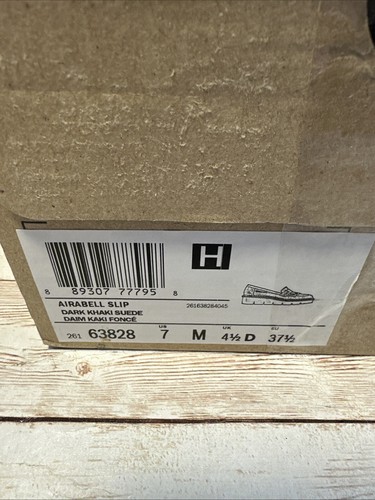 H
8 89307 77795 8
AIRABELL SLIP 261638284045
DARK KHAKI SUEDE
DAIM KAKI FONCÉ
US UK EU
261 63828 7 M 4½ D 37½